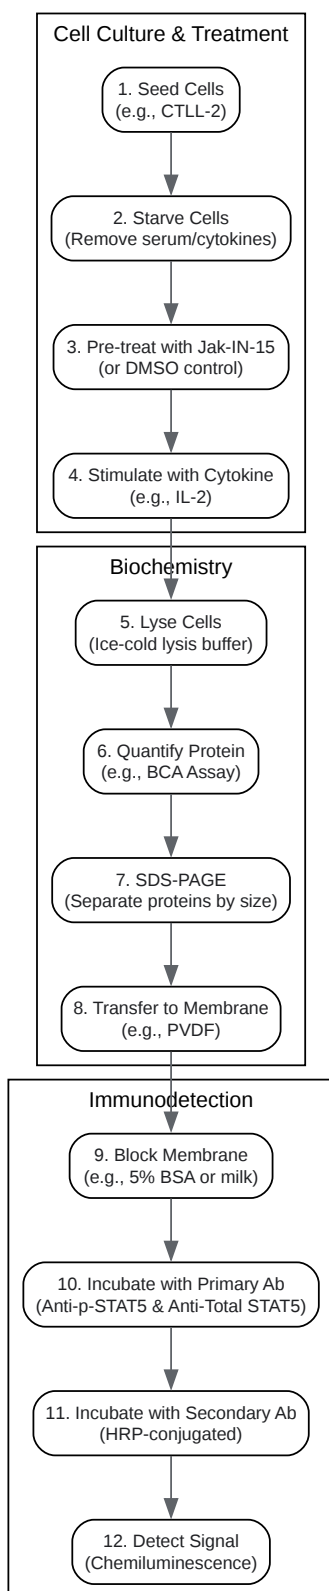 Cell Culture & Treatment
1. Seed Cells
(e.g., CTLL-2)
2. Starve Cells
(Remove serum/cytokines)
3. Pre-treat with Jak-IN-15
(or DMSO control)
4. Stimulate with Cytokine
(e.g., IL-2)
Biochemistry
5. Lyse Cells
(Ice-cold lysis buffer)
6. Quantify Protein
(e.g., BCA Assay)
7. SDS-PAGE
(Separate proteins by size)
8. Transfer to Membrane
(e.g., PVDF)
Immunodetection
9. Block Membrane
(e.g., 5% BSA or milk)
10. Incubate with Primary Ab
(Anti-p-STAT5 & Anti-Total STAT5)
11. Incubate with Secondary Ab
(HRP-conjugated)
12. Detect Signal
(Chemiluminescence)